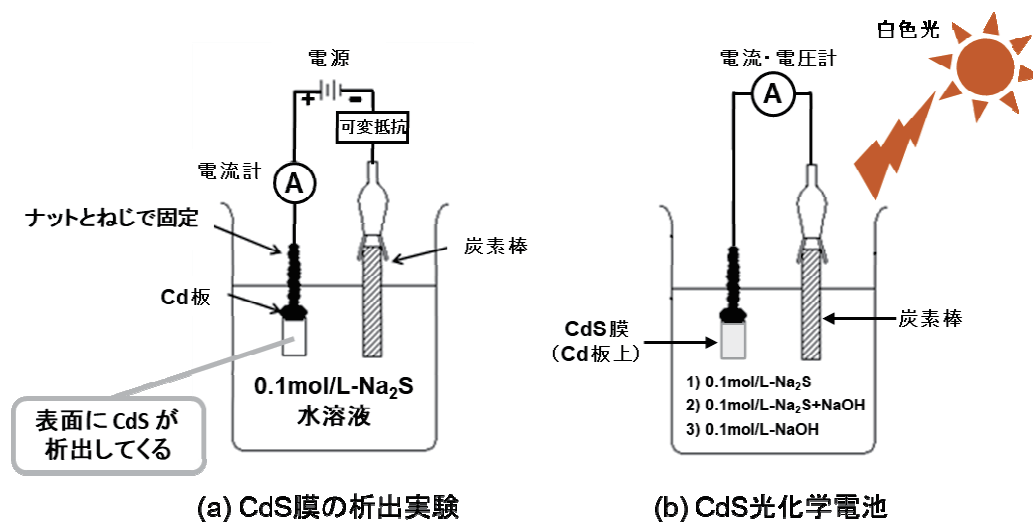 電源
+ -
可変抵抗
電流計
A
ナットとねじで固定
炭素棒
Cd板
0.1mol/L-Na₂S
水溶液
表面に CdS が
析出してくる
(a) CdS膜の析出実験
白色光
電流・電圧計
A
CdS膜
（Cd板上）
炭素棒
1) 0.1mol/L-Na₂S
2) 0.1mol/L-Na₂S+NaOH
3) 0.1mol/L-NaOH
(b) CdS光化学電池